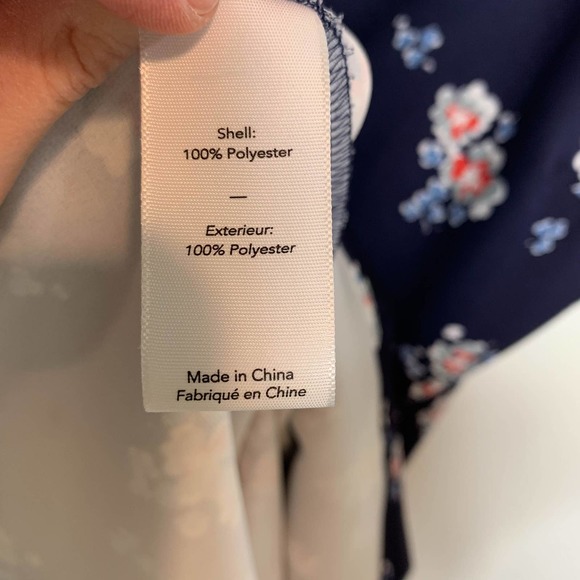 Shell:
100% Polyester
—
Exterieur:
100% Polyester
Made in China
Fabriqué en Chine